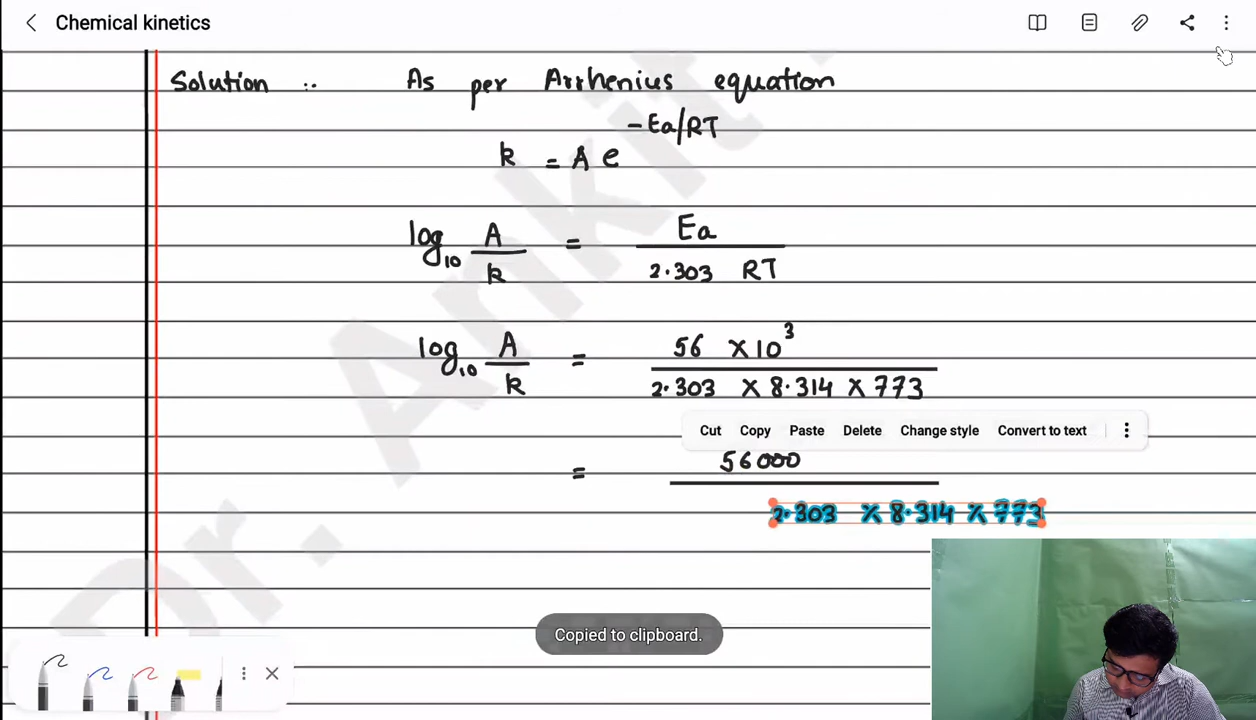 Chemical kinetics
Solution :- As per Arrhenius equation
k = A e^{-Ea/RT}
log₁₀ A/k = Ea / 2.303 RT
log₁₀ A/k = 56 × 10³ / 2.303 × 8.314 × 773
Cut Copy Paste Delete Change style Convert to text
= 56000 / 2.303 × 8.314 × 773
Copied to clipboard.
Dr. Ankit